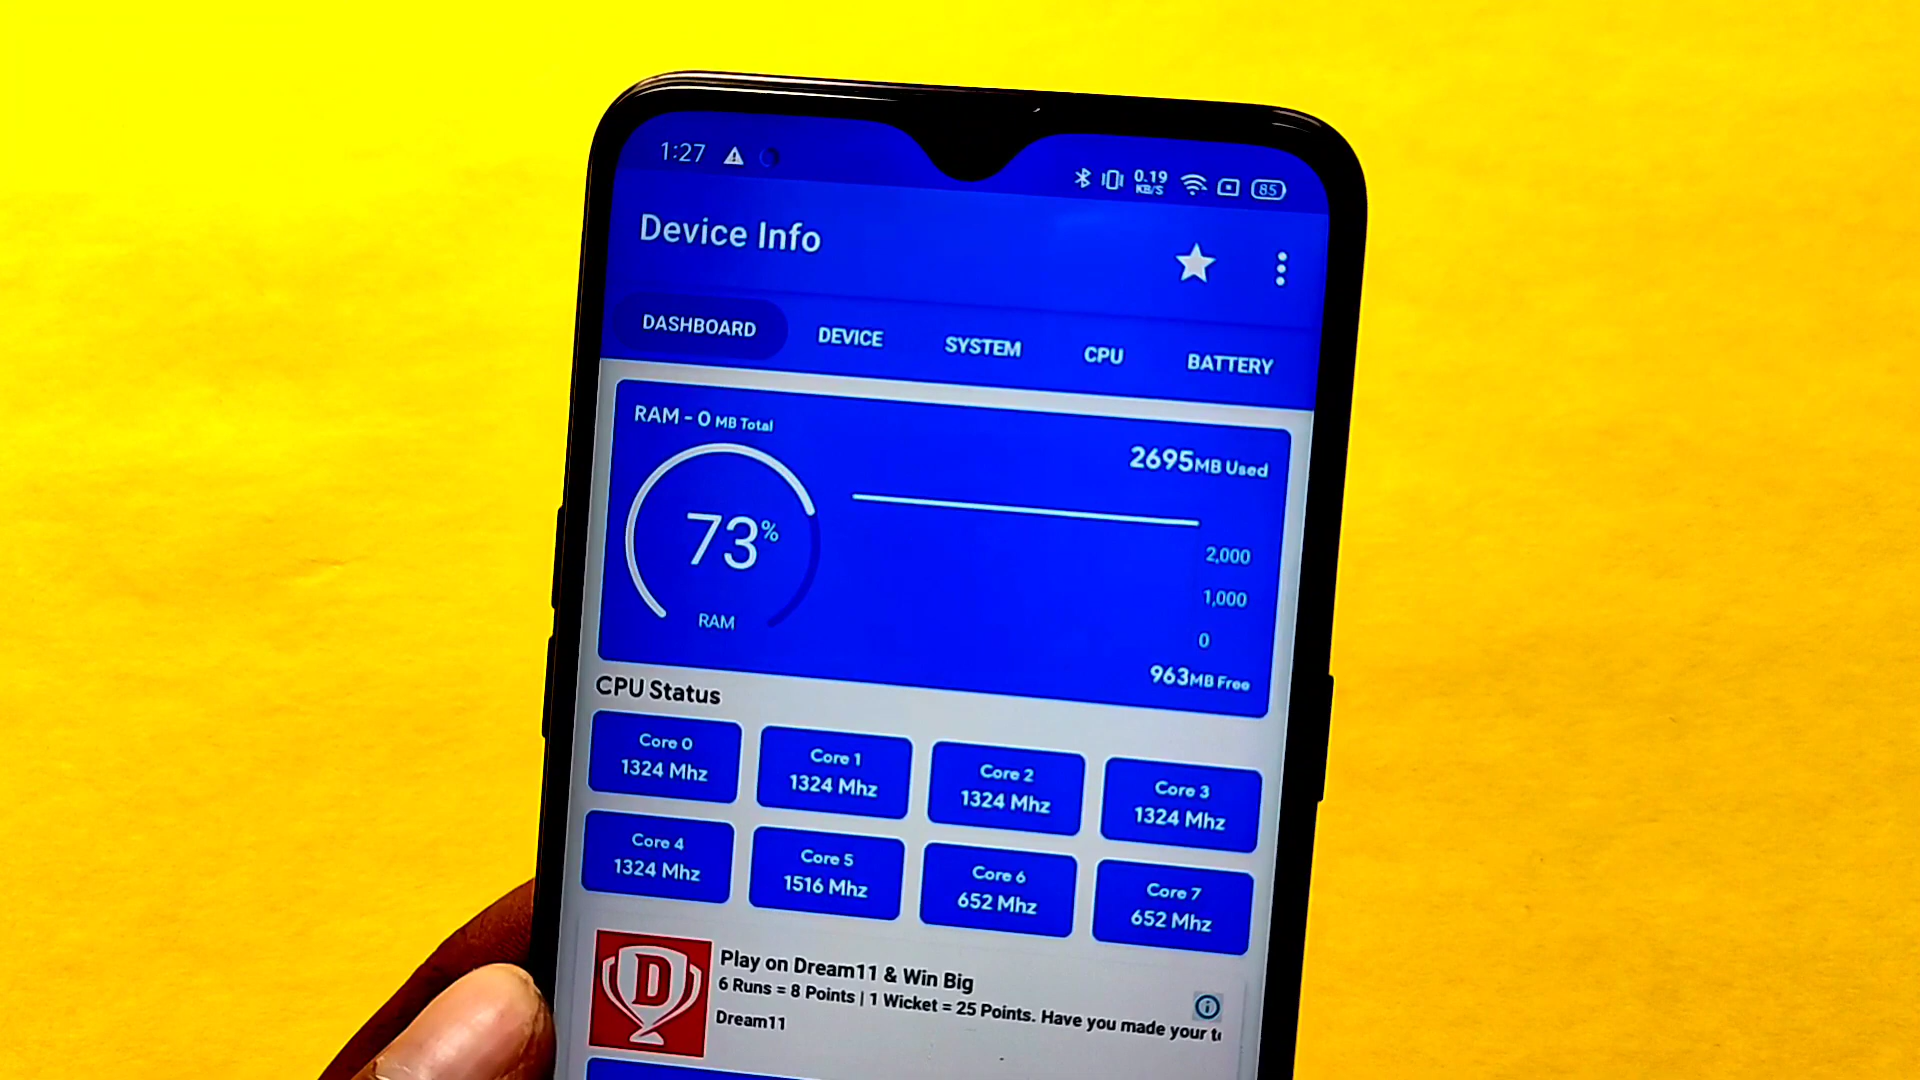 1:27
0.19
KB/S
85
Device Info
DASHBOARD DEVICE SYSTEM CPU BATTERY
RAM - 0 MB Total
2695MB Used
73%
RAM
2,000
1,000
0
963MB Free
CPU Status
Core 0
1324 Mhz
Core 1
1324 Mhz
Core 2
1324 Mhz
Core 3
1324 Mhz
Core 4
1324 Mhz
Core 5
1516 Mhz
Core 6
652 Mhz
Core 7
652 Mhz
D
Play on Dream11 & Win Big
6 Runs = 8 Points | 1 Wicket = 25 Points. Have you made your
Dream11